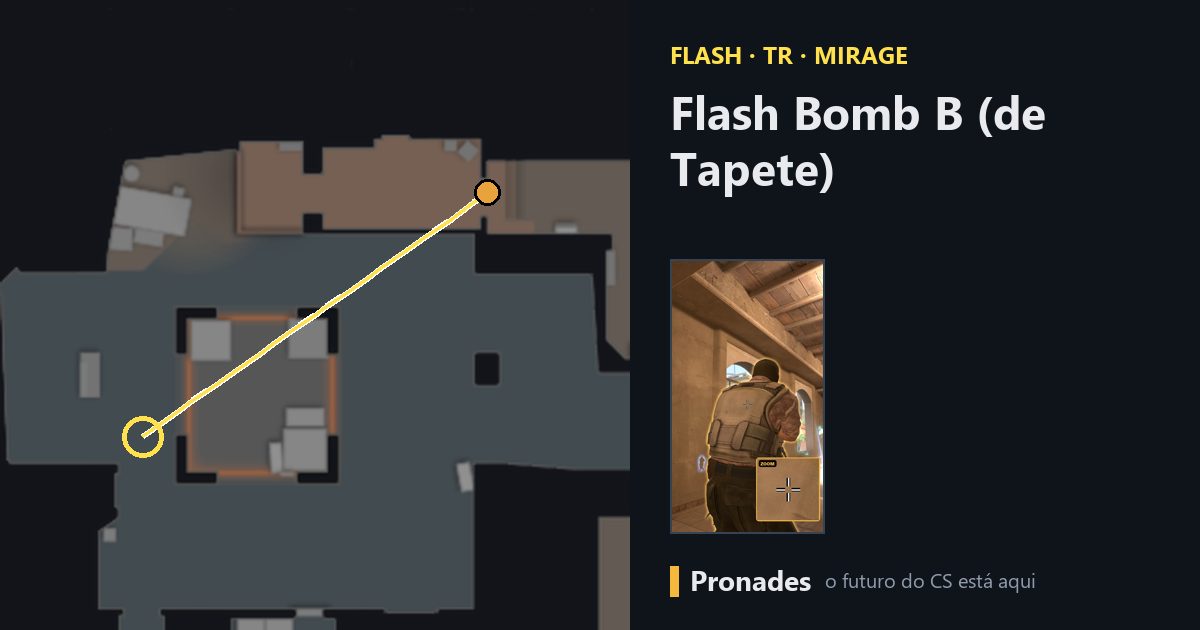 FLASH · TR · MIRAGE
Flash Bomb B (de
Tapete)
ZOOM
Pronades o futuro do CS está aqui